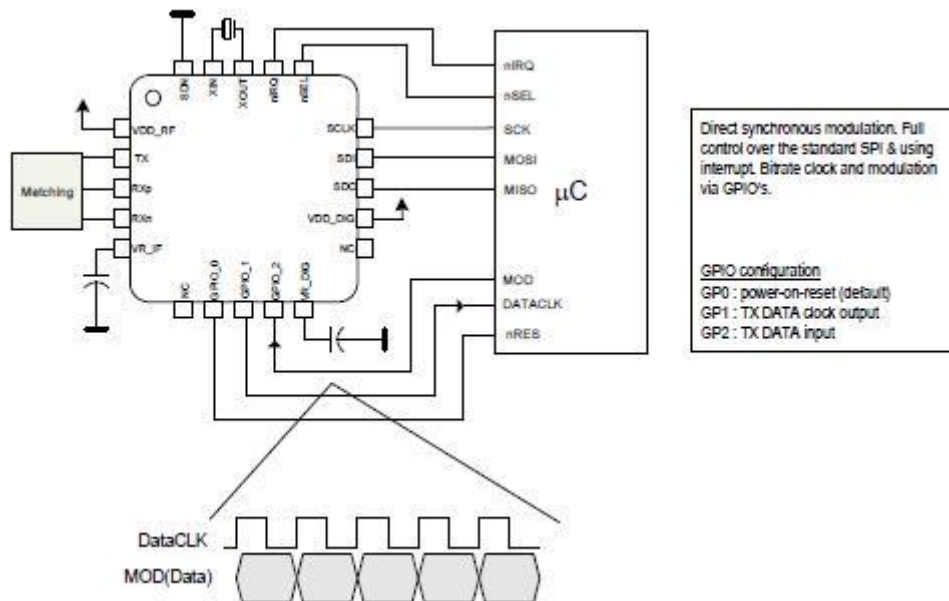 SDN
XIN
XOUT
nIRQ
nSEL
VDD_RF
TX
RXp
RXn
VR_IF
Metching
SCLK
SDI
VDD_DIG
NC
NC
GPIO_0
GPIO_1
GPIO_2
nIRQ
nSEL
SCK
MOSI
MISO
μC
MOD
DATACLK
nRES
Direct synchronous modulation. Full
control over the standard SPI & using
interrupt. Bitrate clock and modulation
via GPIO's.
GPIO configuration
GP0 : power-on-reset (default)
GP1 : TX DATA clock output
GP2 : TX DATA input
DataCLK
MOD(Data)